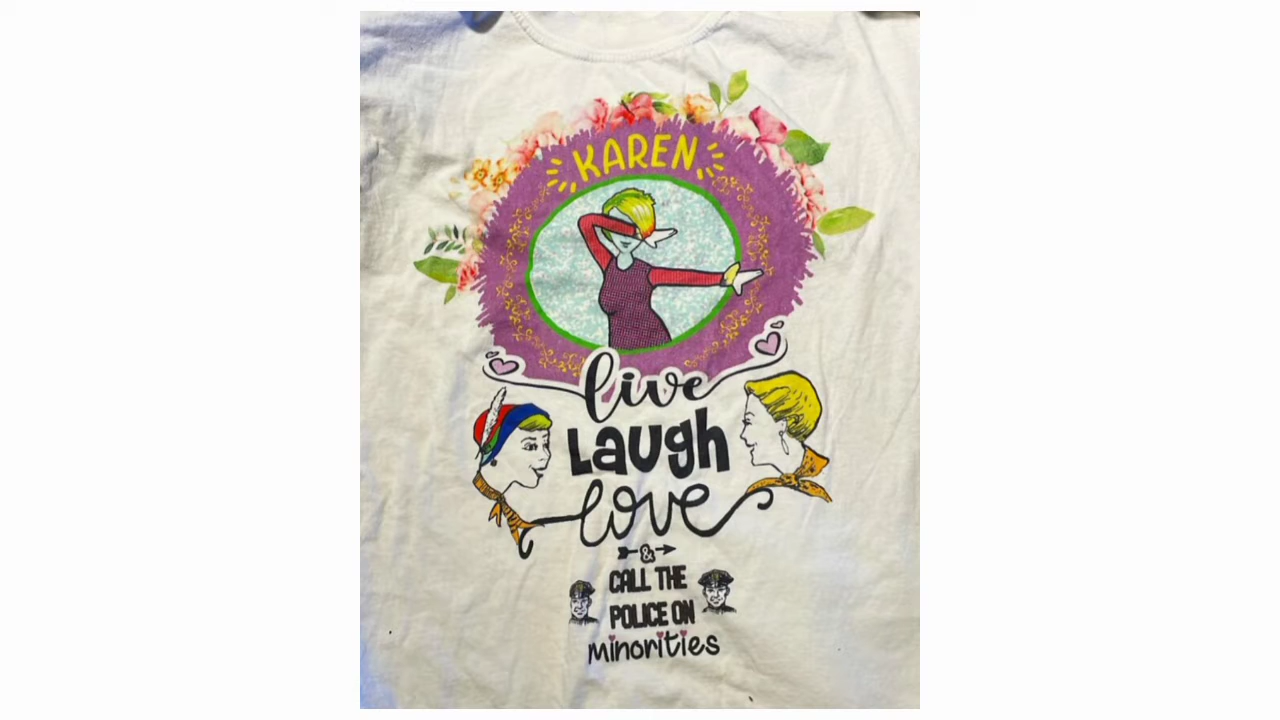 KAREN
live
Laugh
love
&
CALL THE
POLICE ON
minorities